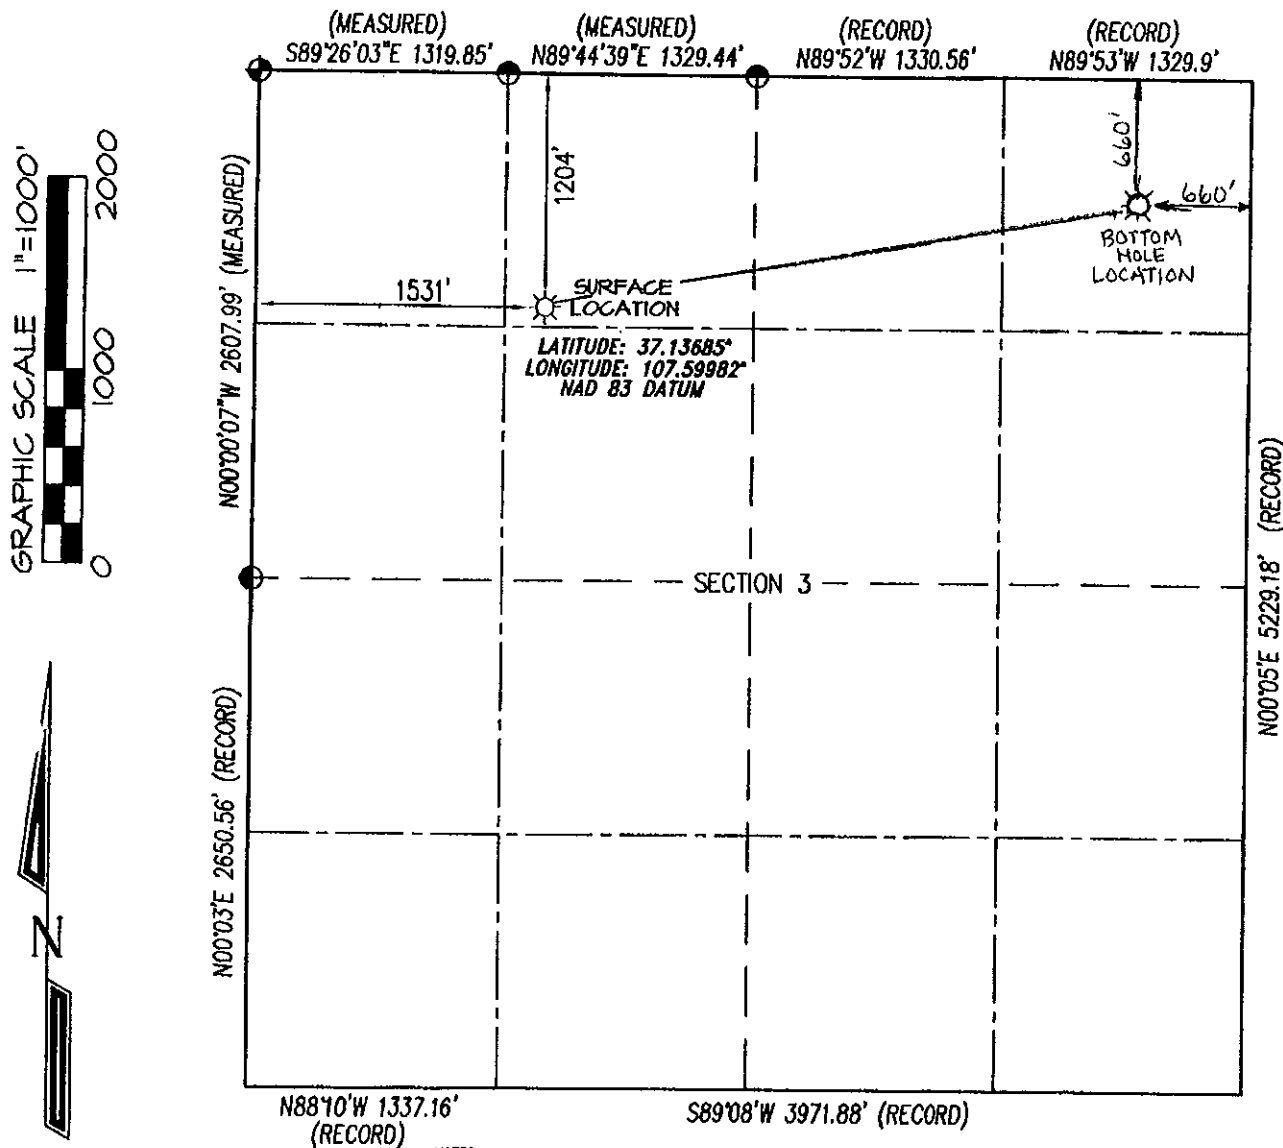 (MEASURED)
S89°26'03"E 1319.85'
(MEASURED)
N89°44'39"E 1329.44'
(RECORD)
N89°52'W 1330.56'
(RECORD)
N89°53'W 1329.9'
GRAPHIC SCALE 1"=1000'
2000
1000
0
N00°00'07"W 2607.99' (MEASURED)
1204'
660'
660'
1531'
SURFACE
LOCATION
BOTTOM
HOLE
LOCATION
LATITUDE: 37.13685°
LONGITUDE: 107.59982°
NAD 83 DATUM
SECTION 3
N00°05'E 5229.18' (RECORD)
N00°03'E 2650.56' (RECORD)
N
N88°10'W 1337.16'
(RECORD)
S89°08'W 3971.88' (RECORD)